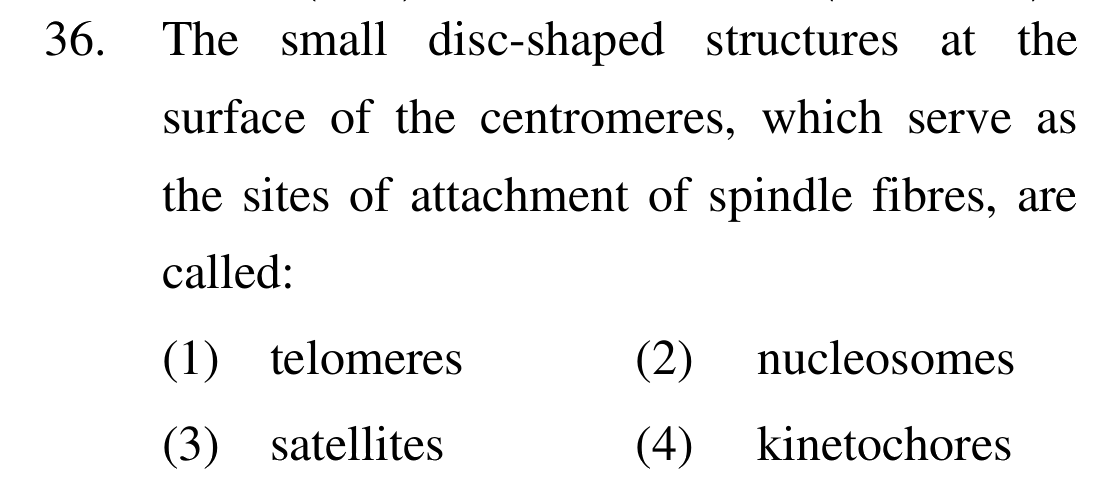 36. The small disc-shaped structures at the
surface of the centromeres, which serve as
the sites of attachment of spindle fibres, are
called:
(1) telomeres (2) nucleosomes
(3) satellites (4) kinetochores